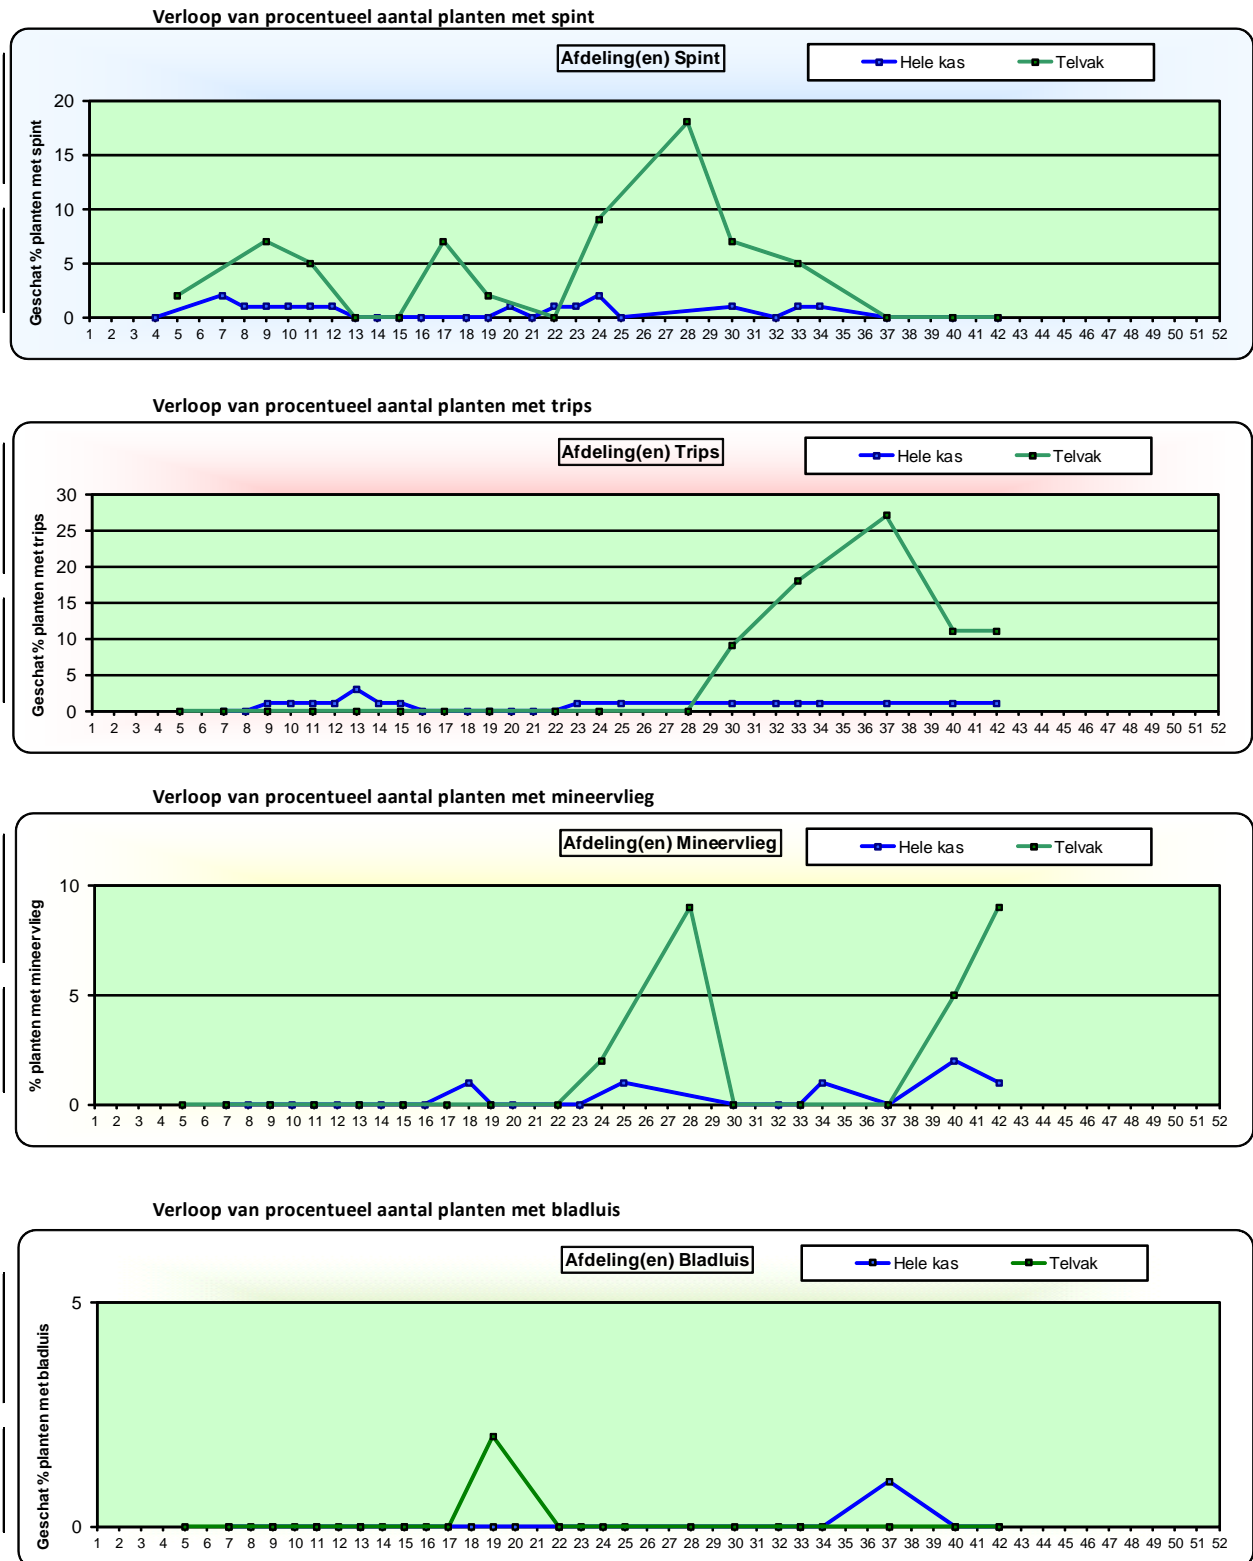 Verloop van procentueel aantal planten met spint
Afdeling(en) Spint
Hele kas
Telvak
Geschat % planten met spint
20
15
10
5
0
1 2 3 4 5 6 7 8 9 10 11 12 13 14 15 16 17 18 19 20 21 22 23 24 25 26 27 28 29 30 31 32 33 34 35 36 37 38 39 40 41 42 43 44 45 46 47 48 49 50 51 52
Verloop van procentueel aantal planten met trips
Afdeling(en) Trips
Hele kas
Telvak
Geschat % planten met trips
30
25
20
15
10
5
0
1 2 3 4 5 6 7 8 9 10 11 12 13 14 15 16 17 18 19 20 21 22 23 24 25 26 27 28 29 30 31 32 33 34 35 36 37 38 39 40 41 42 43 44 45 46 47 48 49 50 51 52
Verloop van procentueel aantal planten met mineervlieg
Afdeling(en) Mineervlieg
Hele kas
Telvak
% planten met mineervlieg
10
5
0
1 2 3 4 5 6 7 8 9 10 11 12 13 14 15 16 17 18 19 20 21 22 23 24 25 26 27 28 29 30 31 32 33 34 35 36 37 38 39 40 41 42 43 44 45 46 47 48 49 50 51 52
Verloop van procentueel aantal planten met bladluis
Afdeling(en) Bladluis
Hele kas
Telvak
Geschat % planten met bladluis
5
0
1 2 3 4 5 6 7 8 9 10 11 12 13 14 15 16 17 18 19 20 21 22 23 24 25 26 27 28 29 30 31 32 33 34 35 36 37 38 39 40 41 42 43 44 45 46 47 48 49 50 51 52